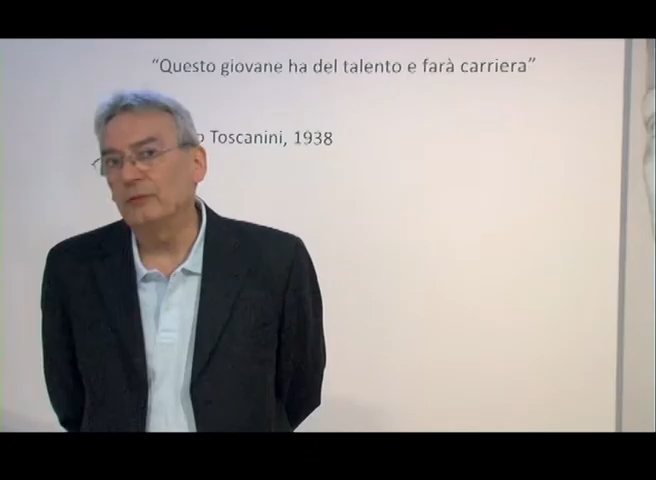 “Questo giovane ha del talento e farà carriera”
Toscanini, 1938